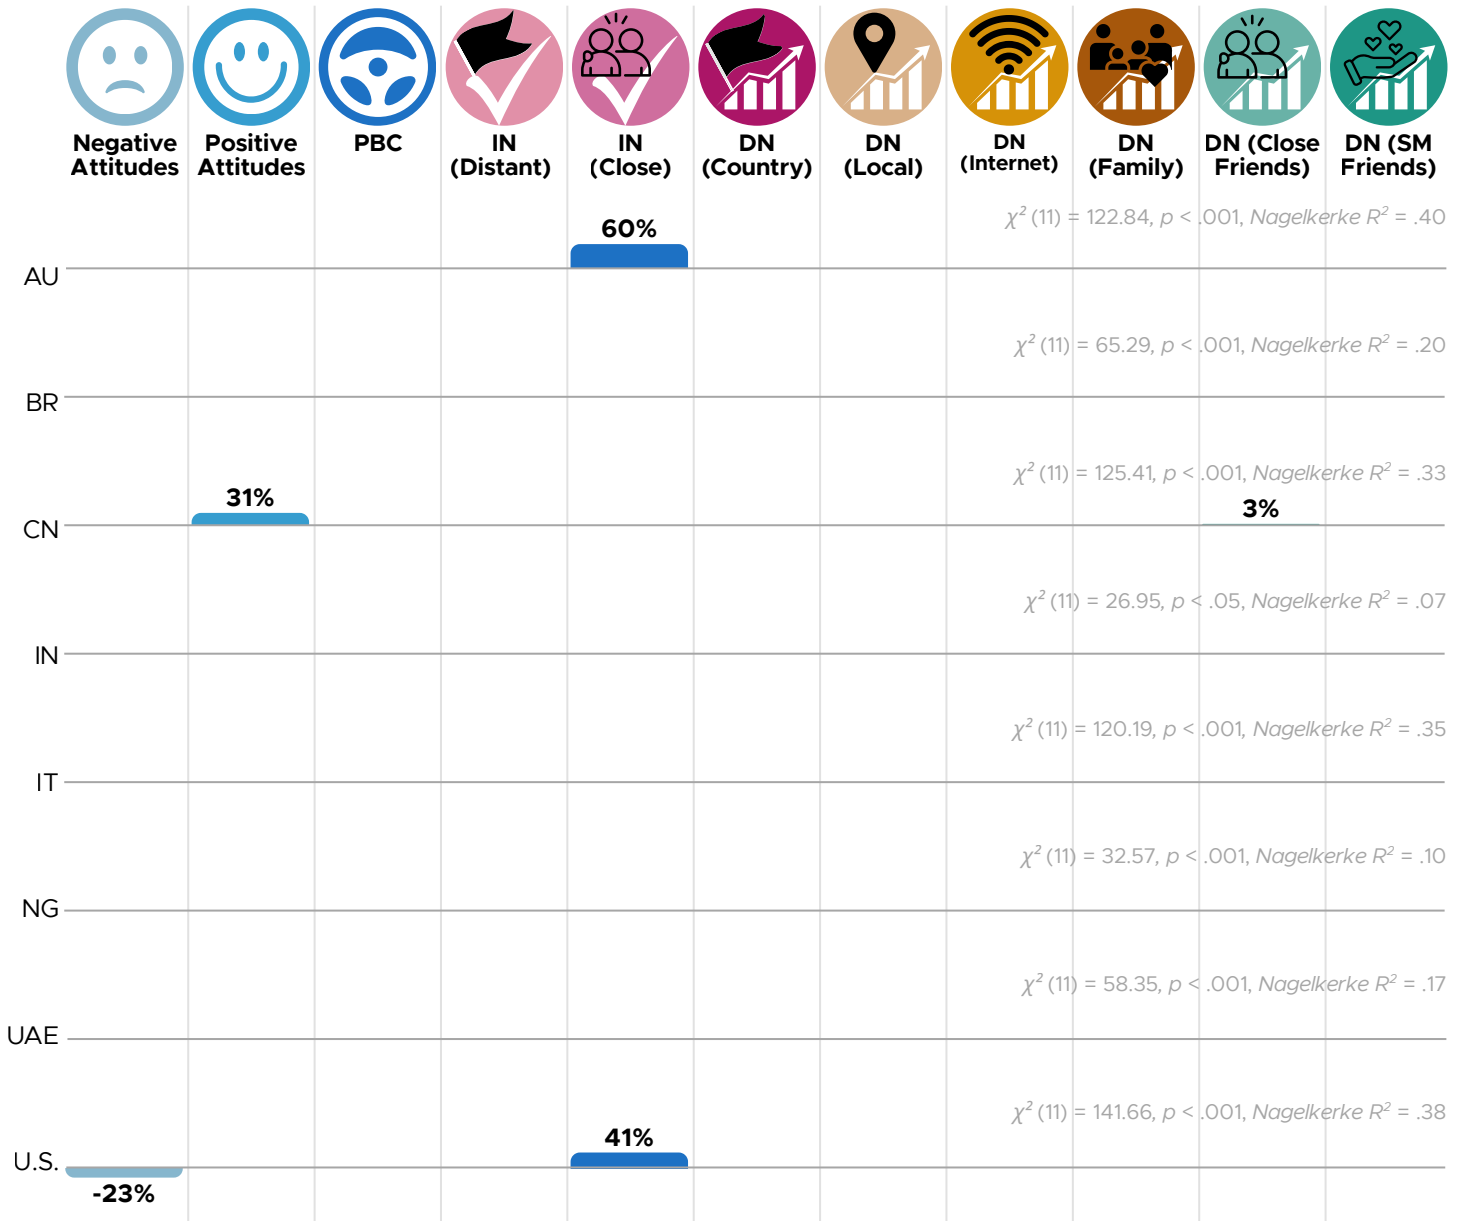 Negative Attitudes
Positive Attitudes
PBC
IN (Distant)
IN (Close)
DN (Country)
DN (Local)
DN (Internet)
DN (Family)
DN (Close Friends)
DN (SM Friends)
χ² (11) = 122.84, p < .001, Nagelkerke R² = .40
60%
AU
χ² (11) = 65.29, p < .001, Nagelkerke R² = .20
BR
χ² (11) = 125.41, p < .001, Nagelkerke R² = .33
31%
3%
CN
χ² (11) = 26.95, p < .05, Nagelkerke R² = .07
IN
χ² (11) = 120.19, p < .001, Nagelkerke R² = .35
IT
χ² (11) = 32.57, p < .001, Nagelkerke R² = .10
NG
χ² (11) = 58.35, p < .001, Nagelkerke R² = .17
UAE
χ² (11) = 141.66, p < .001, Nagelkerke R² = .38
41%
U.S.
-23%